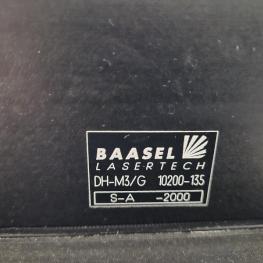 BAASEL
LASERTECH
DH-M3/G 10200-135
S-A -2000